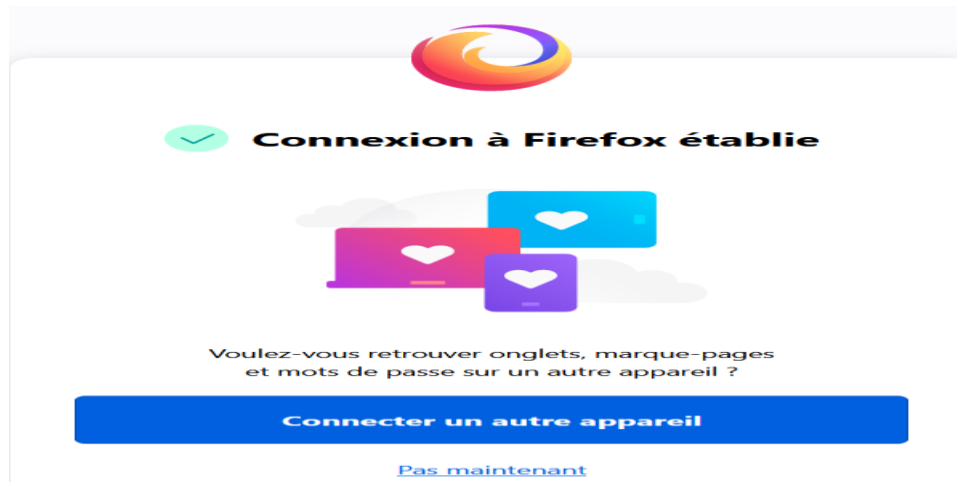 Connexion à Firefox établie
Voulez-vous retrouver onglets, marque-pages
et mots de passe sur un autre appareil ?
Connecter un autre appareil
Pas maintenant